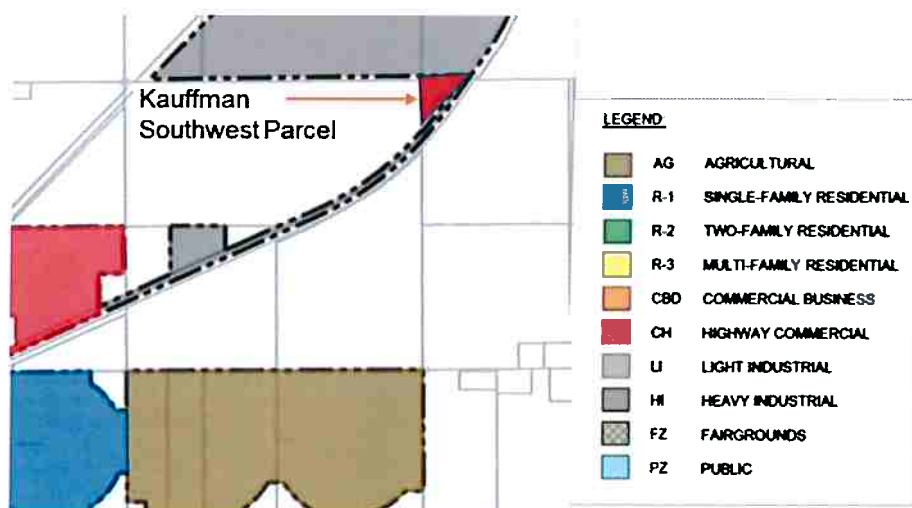 Kauffman
Southwest Parcel
LEGEND:
AG AGRICULTURAL
R-1 SINGLE-FAMILY RESIDENTIAL
R-2 TWO-FAMILY RESIDENTIAL
R-3 MULTI-FAMILY RESIDENTIAL
CBD COMMERCIAL BUSINESS
CH HIGHWAY COMMERCIAL
LI LIGHT INDUSTRIAL
HI HEAVY INDUSTRIAL
FZ FAIRGROUNDS
PZ PUBLIC